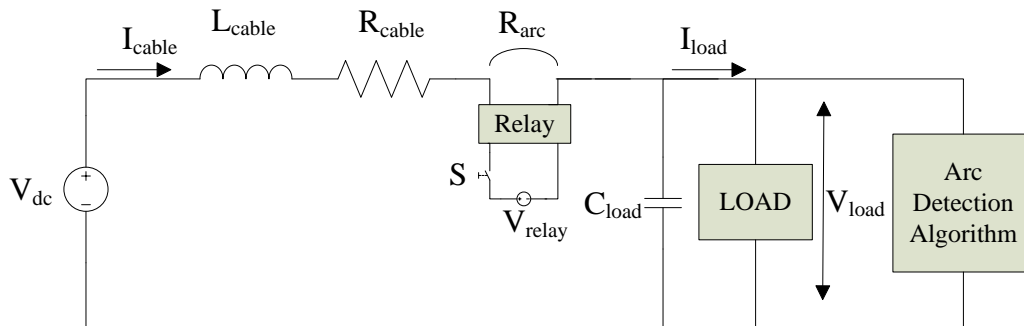 L_cable
R_cable
R_arc
I_cable
I_load
Relay
S
V_relay
V_dc
+
−
C_load
LOAD
V_load
Arc
Detection
Algorithm